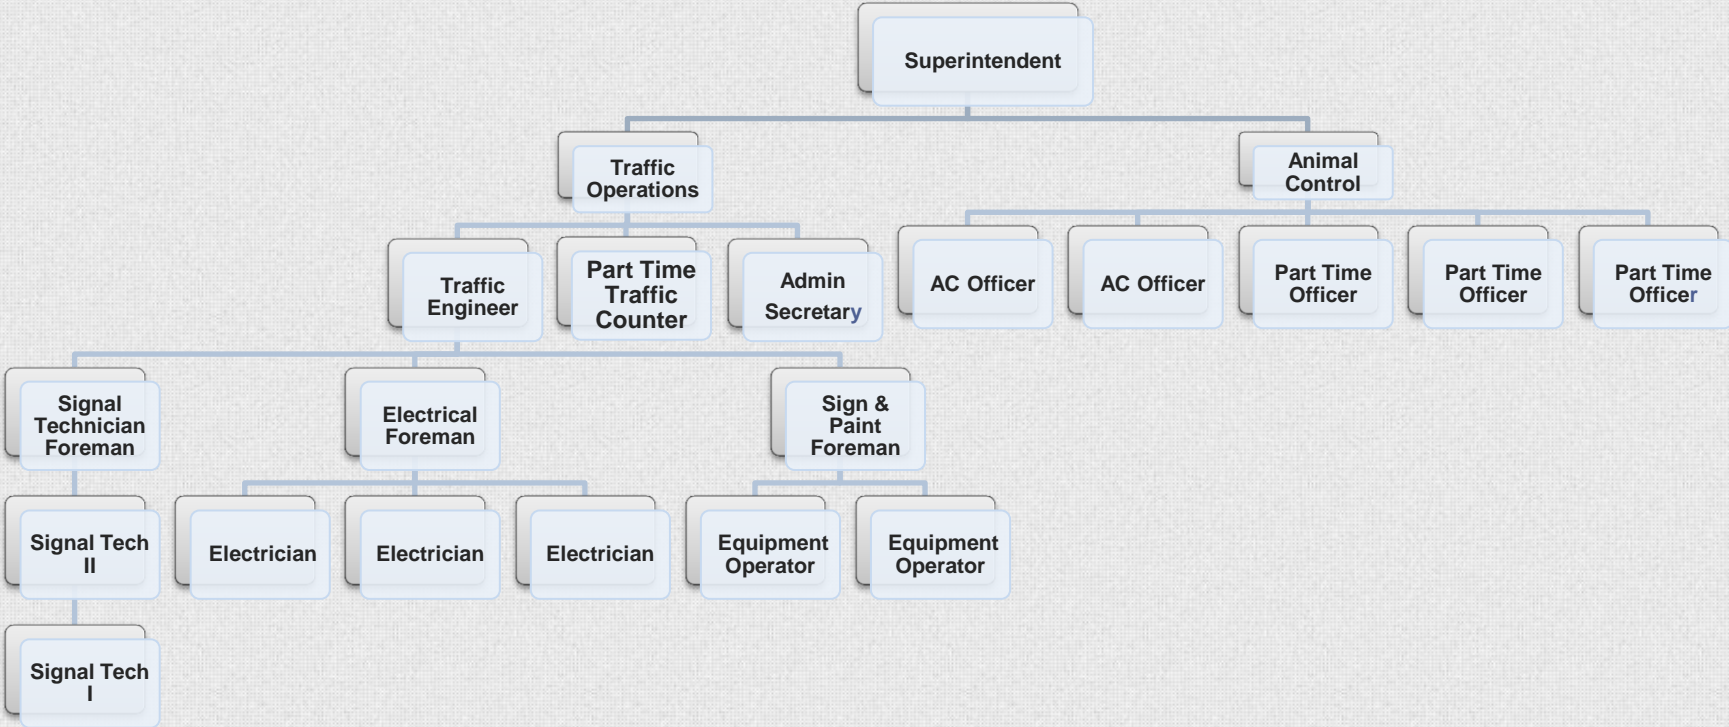 Superintendent
Traffic
Operations
Animal
Control
Traffic
Engineer
Part Time
Traffic
Counter
Admin
Secretary
AC Officer
AC Officer
Part Time
Officer
Part Time
Officer
Part Time
Officer
Signal
Technician
Foreman
Electrical
Foreman
Sign &
Paint
Foreman
Signal Tech
II
Electrician
Electrician
Electrician
Equipment
Operator
Equipment
Operator
Signal Tech
I